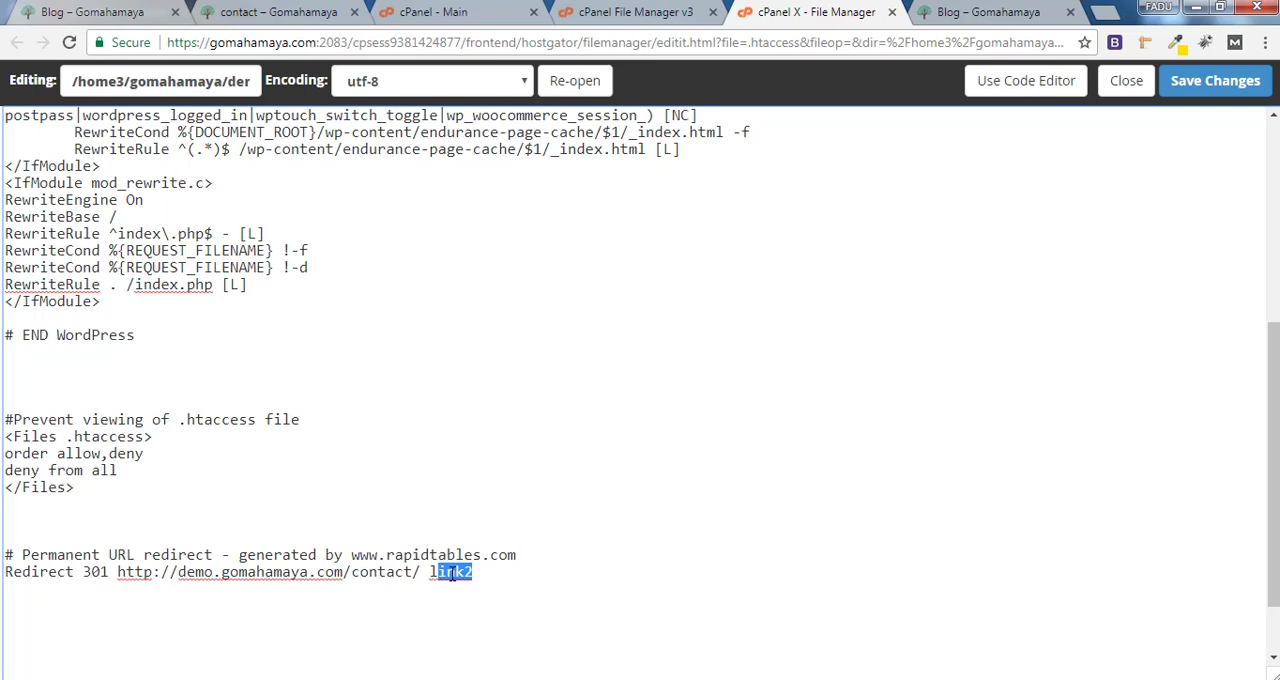 Blog – Gomahamaya
contact – Gomahamaya
cPanel - Main
cPanel File Manager v3
cPanel X - File Manager
Blog – Gomahamaya
FADU
Secure https://gomahamaya.com:2083/cpsess9381424877/frontend/hostgator/filemanager/editit.html?file=.htaccess&fileop=&dir=%2Fhome3%2Fgomahamaya...
Editing: /home3/gomahamaya/der Encoding: utf-8 Re-open Use Code Editor Close Save Changes
postpass|wordpress_logged_in|wptouch_switch_toggle|wp_woocommerce_session_) [NC]
RewriteCond %{DOCUMENT_ROOT}/wp-content/endurance-page-cache/$1/_index.html -f
RewriteRule ^(.*)$ /wp-content/endurance-page-cache/$1/_index.html [L]
</IfModule>
<IfModule mod_rewrite.c>
RewriteEngine On
RewriteBase /
RewriteRule ^index\.php$ - [L]
RewriteCond %{REQUEST_FILENAME} !-f
RewriteCond %{REQUEST_FILENAME} !-d
RewriteRule . /index.php [L]
</IfModule>
# END WordPress
#Prevent viewing of .htaccess file
<Files .htaccess>
order allow,deny
deny from all
</Files>
# Permanent URL redirect - generated by www.rapidtables.com
Redirect 301 http://demo.gomahamaya.com/contact/ link2